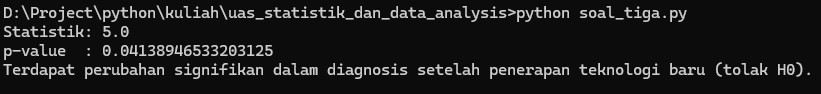 D:\Project\python\kuliah\uas_statistik_dan_data_analysis>python soal_tiga.py
Statistik: 5.0
p-value  : 0.04138946533203125
Terdapat perubahan signifikan dalam diagnosis setelah penerapan teknologi baru (tolak H0).